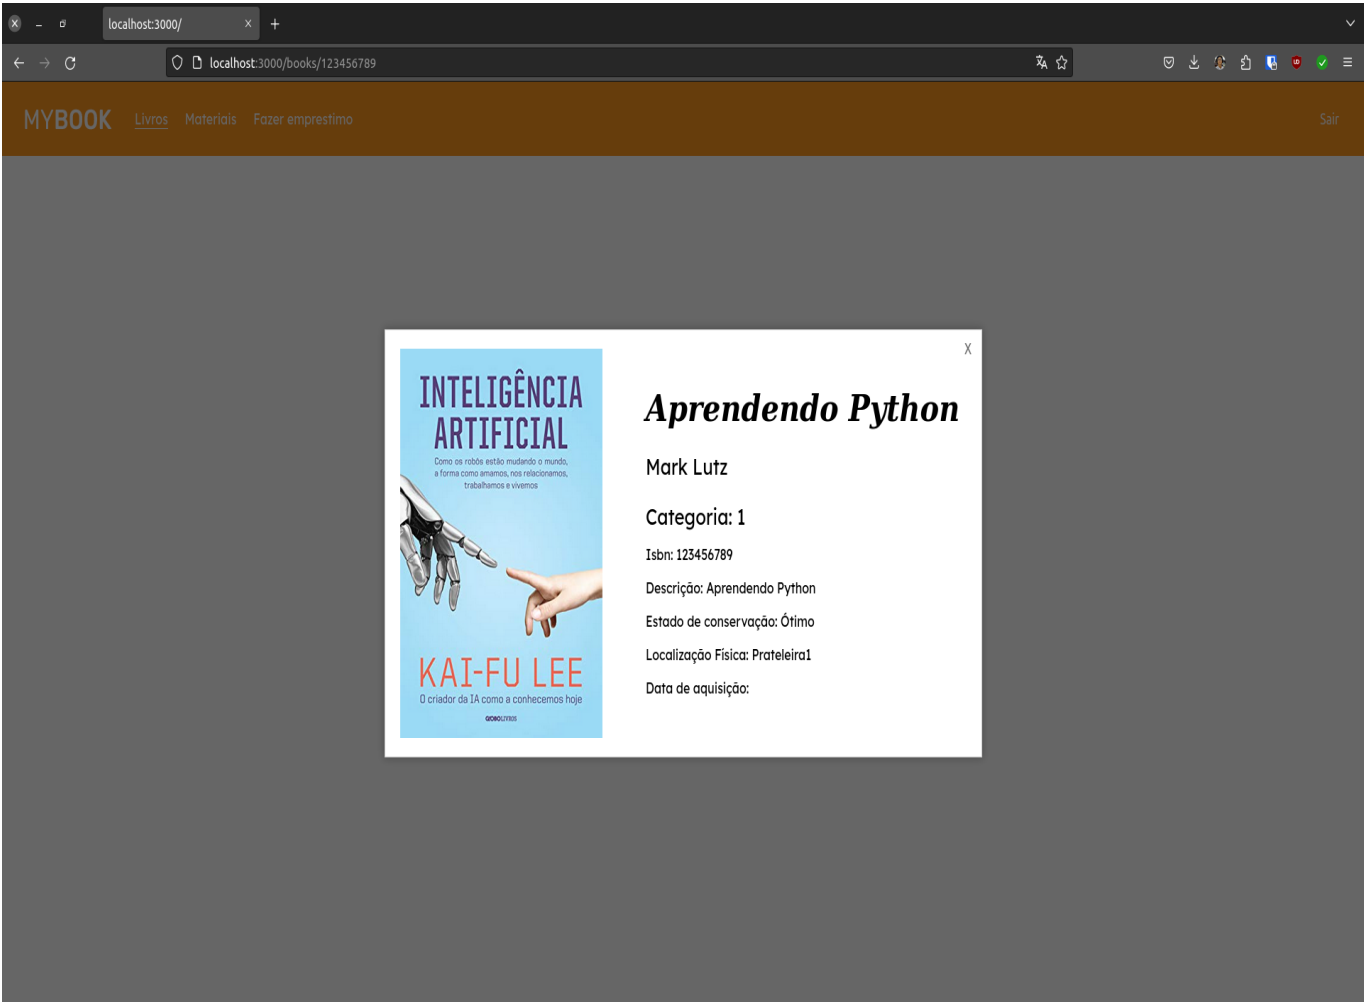 localhost:3000/
localhost:3000/books/123456789
MYBOOK Livros Materiais Fazer emprestimo Sair
X
INTELIGÊNCIA
ARTIFICIAL
Como os robôs estão mudando o mundo,
a forma como amamos, nos relacionamos,
trabalhamos e vivemos
KAI-FU LEE
O criador da IA como a conhecemos hoje
GLOBOLIVROS
Aprendendo Python
Mark Lutz
Categoria: 1
Isbn: 123456789
Descrição: Aprendendo Python
Estado de conservação: Ótimo
Localização Física: Prateleira1
Data de aquisição: